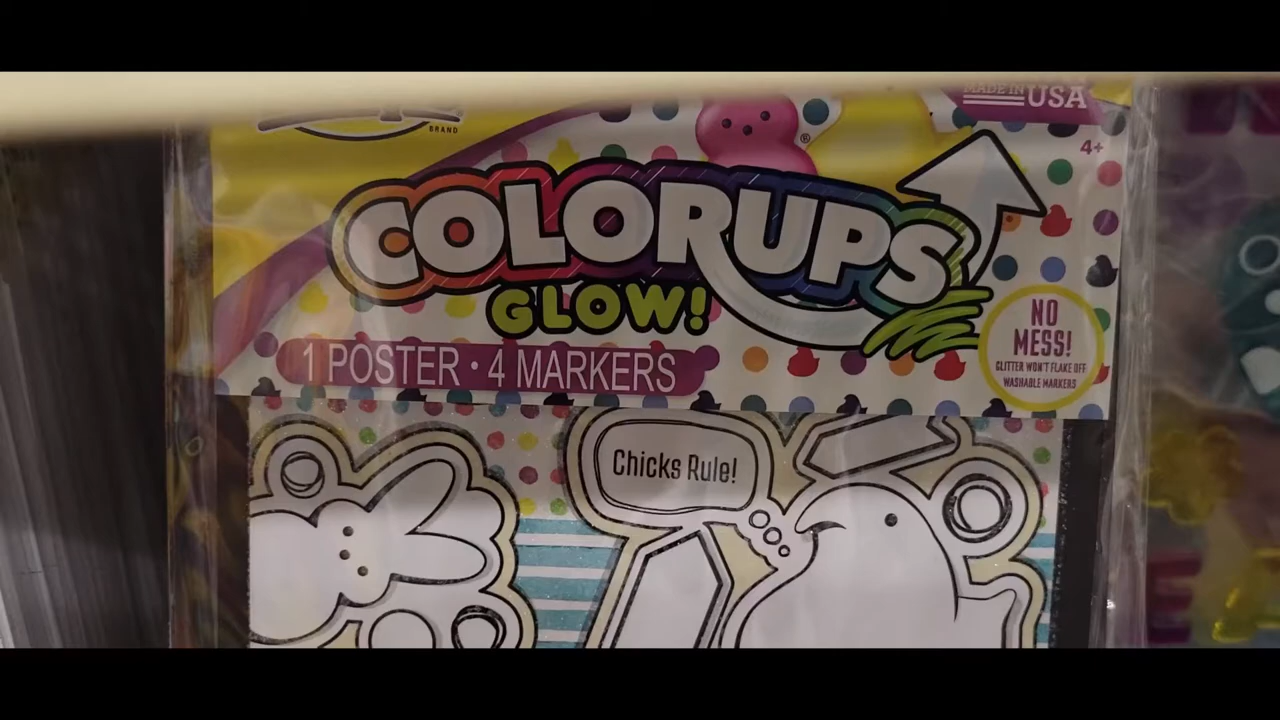 BRAND
MADE IN
USA
4+
®
COLORUPS
GLOW!
1 POSTER • 4 MARKERS
NO
MESS!
GLITTER WON'T FLAKE OFF
WASHABLE MARKERS
Chicks Rule!